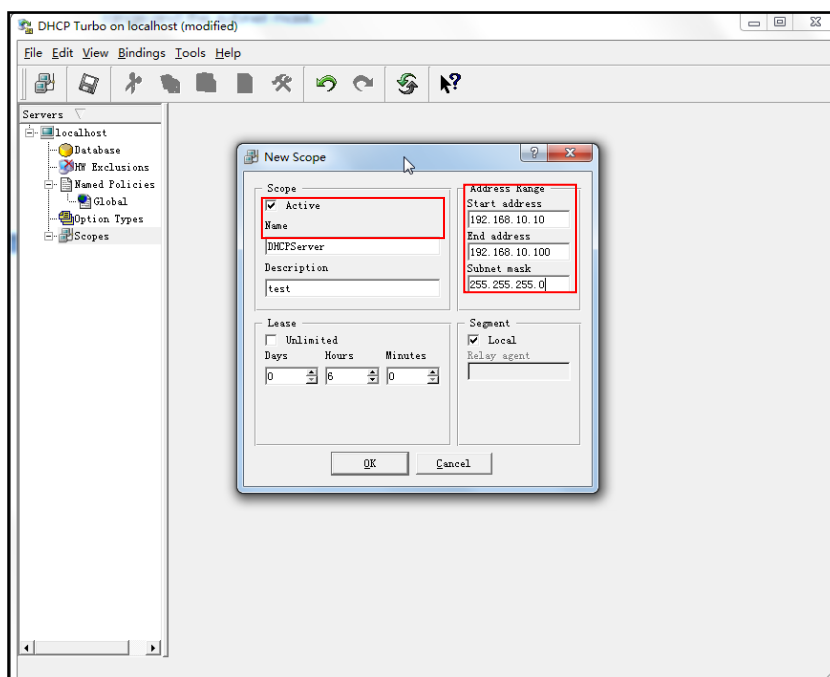 DHCP Turbo on localhost (modified)
File Edit View Bindings Tools Help
Servers
localhost
Database
HW Exclusions
Named Policies
Global
Option Types
Scopes
New Scope
Scope
Active
Name
DHCPServer
Description
test
Address Range
Start address
192.168.10.10
End address
192.168.10.100
Subnet mask
255.255.255.0
Lease
Unlimited
Days Hours Minutes
0 6 0
Segment
Local
Relay agent
OK Cancel